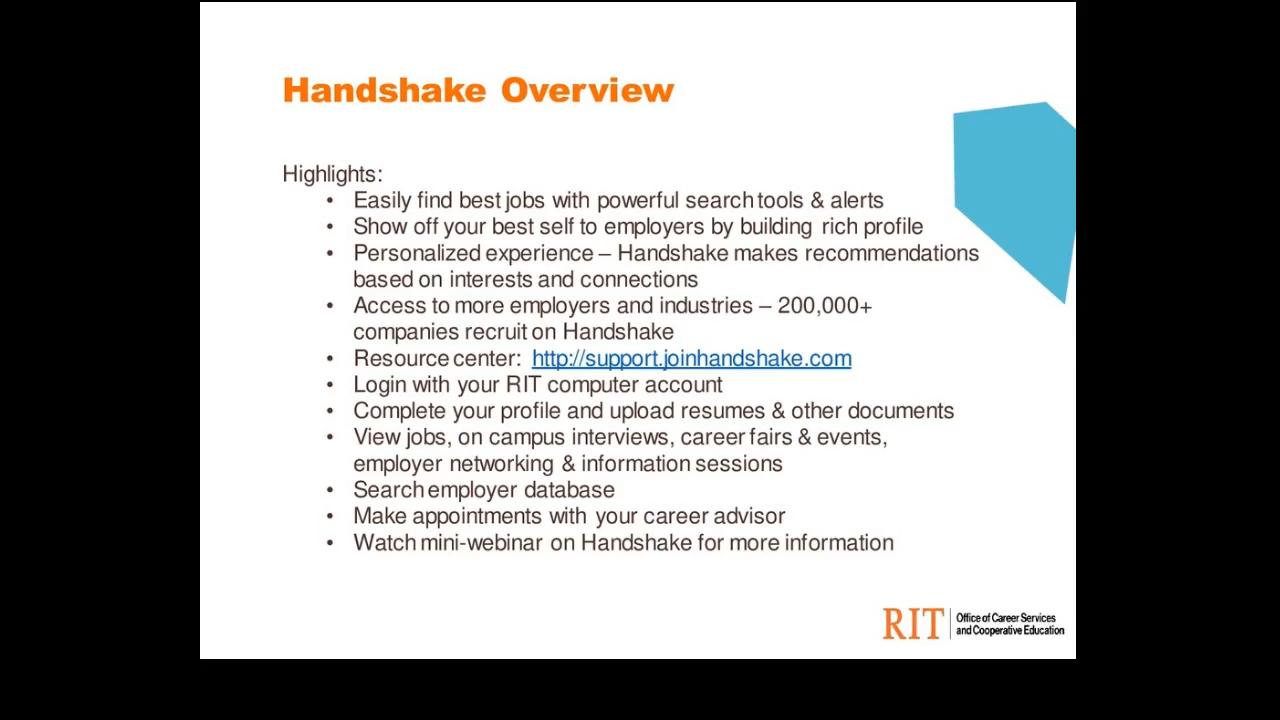 Handshake Overview
Highlights:
• Easily find best jobs with powerful search tools & alerts
• Show off your best self to employers by building rich profile
• Personalized experience – Handshake makes recommendations
based on interests and connections
• Access to more employers and industries – 200,000+
companies recruit on Handshake
• Resource center: http://support.joinhandshake.com
• Login with your RIT computer account
• Complete your profile and upload resumes & other documents
• View jobs, on campus interviews, career fairs & events,
employer networking & information sessions
• Search employer database
• Make appointments with your career advisor
• Watch mini-webinar on Handshake for more information
RIT
Office of Career Services
and Cooperative Education